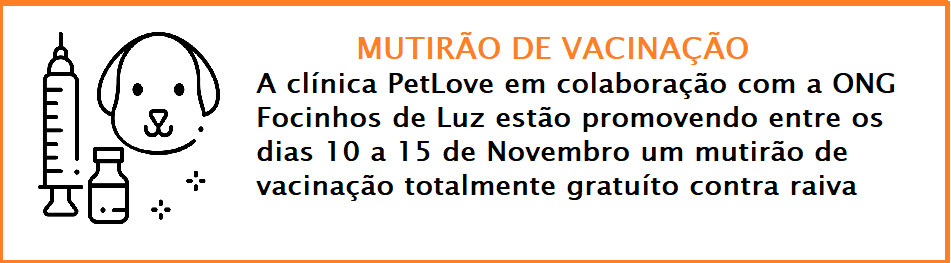 MUTIRÃO DE VACINAÇÃO
A clínica PetLove em colaboração com a ONG
Focinhos de Luz estão promovendo entre os
dias 10 a 15 de Novembro um mutirão de
vacinação totalmente gratuíto contra raiva